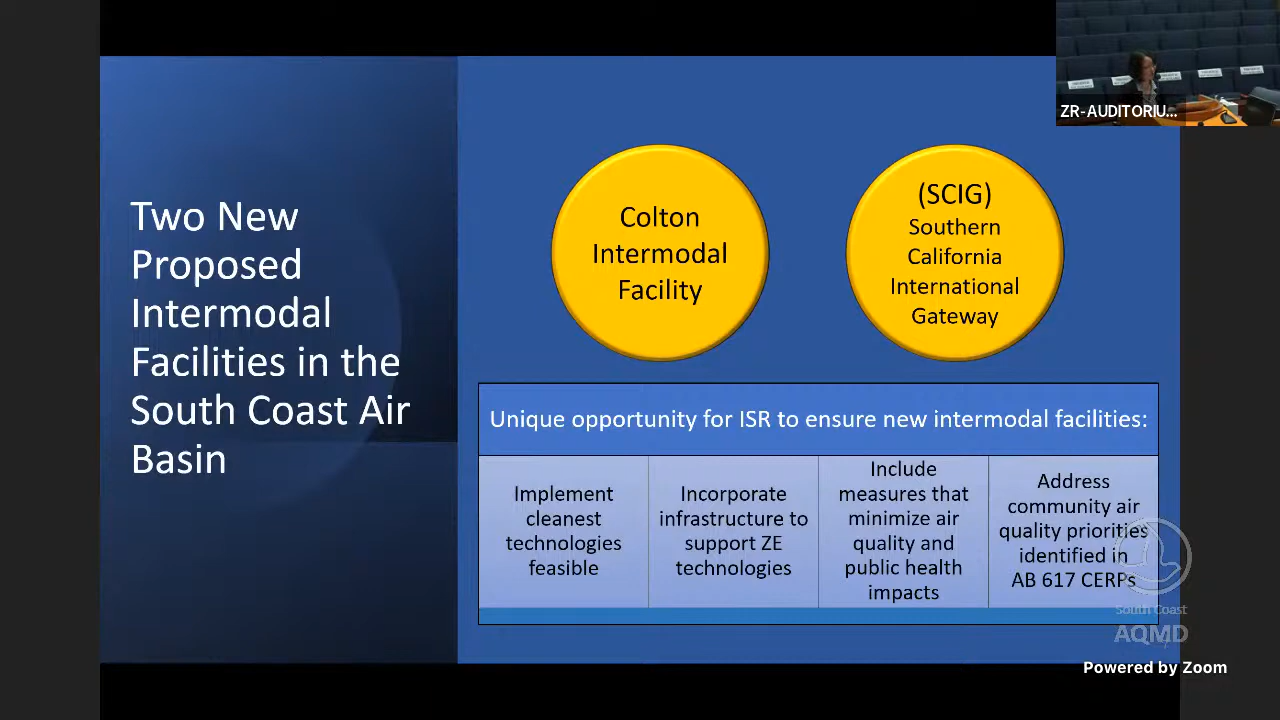 ZR-AUDITORIU...
Two New
Proposed
Intermodal
Facilities in the
South Coast Air
Basin
Colton
Intermodal
Facility
(SCIG)
Southern
California
International
Gateway
Unique opportunity for ISR to ensure new intermodal facilities:
Implement
cleanest
technologies
feasible
Incorporate
infrastructure to
support ZE
technologies
Include
measures that
minimize air
quality and
public health
impacts
Address
community air
quality priorities
identified in
AB 617 CERPs
South Coast
AQMD
Powered by Zoom